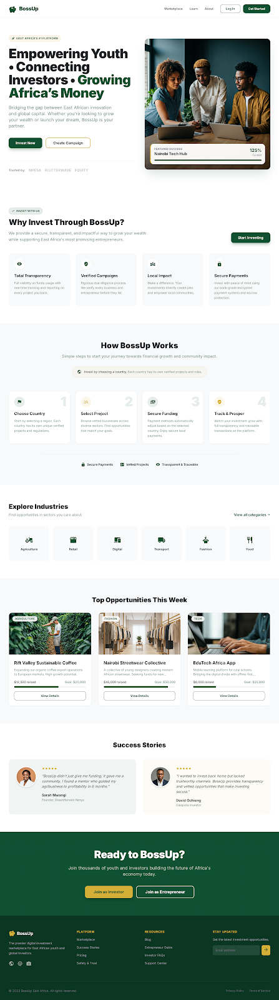 BossUp
Marketplace
Learn
About
Log In
Get Started
EAST AFRICA'S #1 PLATFORM
Empowering Youth
• Connecting
Investors • Growing
Africa's Money
Bridging the gap between East African innovation
and global capital. Whether you're looking to grow
your wealth or launch your dream, BossUp is your
partner.
Invest Now
Create Campaign
Trusted by:
MPESA
FLUTTERWAVE
EQUITY
FEATURED SUCCESS
Nairobi Tech Hub
125%
Funded
INVEST WITH US
Why Invest Through BossUp?
We provide a secure, transparent, and impactful way to grow your wealth
while supporting East Africa's most promising entrepreneurs.
Start Investing
Total Transparency
Full visibility on funds usage with
real-time tracking and reporting on
every project you back.
Verified Campaigns
Rigorous due diligence process.
We verify every business and
entrepreneur before they list.
Local Impact
Make a difference. Your
investments directly create jobs
and empower local communities.
Secure Payments
Invest with peace of mind using
our bank-grade encrypted
payment systems and escrow
protection.
How BossUp Works
Simple steps to start your journey towards financial growth and community impact.
Invest by choosing a country. Each country has its own verified projects and rules.
1
Choose Country
Start by selecting a region. Each
country has its own unique verified
projects and regulations.
2
Select Project
Browse vetted businesses across
diverse sectors. Find opportunities
that match your goals.
3
Secure Funding
Payment methods automatically
adjust based on the selected
country. Enjoy secure local
payments.
4
Track & Prosper
Watch your investment grow with
full transparency and traceable
transactions on the platform.
Secure Payments
Vetted Projects
Transparent & Traceable
Explore Industries
Find opportunities in sectors you care about.
View all categories
Agriculture
Retail
Digital
Transport
Fashion
Food
Top Opportunities This Week
AGRICULTURE
Rift Valley Sustainable Coffee
Expanding our organic coffee export operations
to European markets. High growth potential.
$12,500 raised
Goal: $20,000
View Details
FASHION
Nairobi Streetwear Collective
A collective of young designers creating modern
African streetwear. Seeking funds for new...
$45,000 raised
Goal: $50,000
View Details
TECH
EduTech Africa App
Mobile learning platform for rural schools.
Bridging the digital divide with offline-first...
$8,000 raised
Goal: $25,000
View Details
Success Stories
"BossUp didn't just give me funding; it gave me a
community. I found a mentor who guided my
agribusiness to profitability in 6 months."
Sarah Mwangi
Founder, GreenHarvest Kenya
"I wanted to invest back home but lacked
trustworthy channels. BossUp provides transparency
and vetted opportunities that make investing
secure."
David Ochieng
Diaspora Investor
Ready to BossUp?
Join thousands of youth and investors building the future of Africa's
economy today.
Join as Investor
Join as Entrepreneur
BossUp
The premier digital investment
marketplace for East African youth and
global investors.
PLATFORM
Marketplace
Success Stories
Pricing
Safety & Trust
RESOURCES
Blog
Entrepreneur Guide
Investor FAQs
Support Center
STAY UPDATED
Get the latest investment opportunities.
Email address
© 2023 BossUp East Africa. All rights reserved.
Privacy Policy
Terms of Service